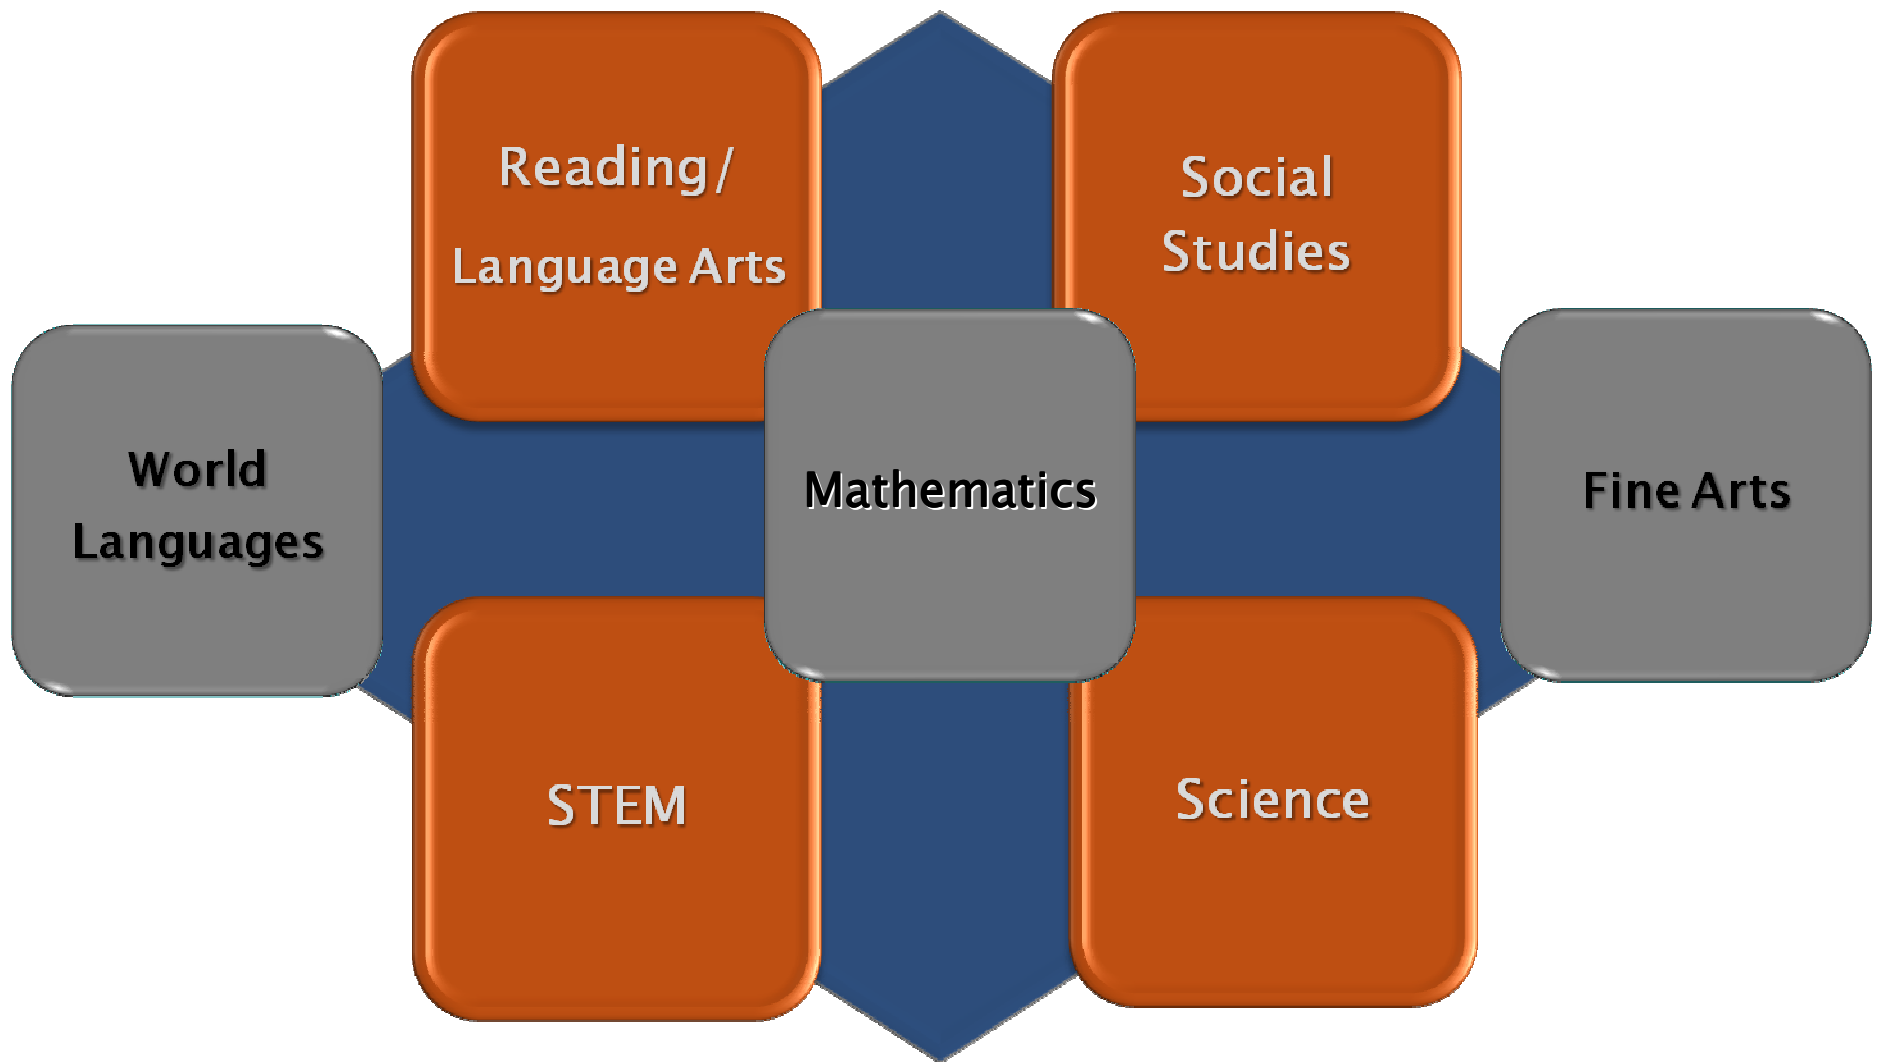 Reading/
Language Arts
Social
Studies
World
Languages
Mathematics
Fine Arts
STEM
Science